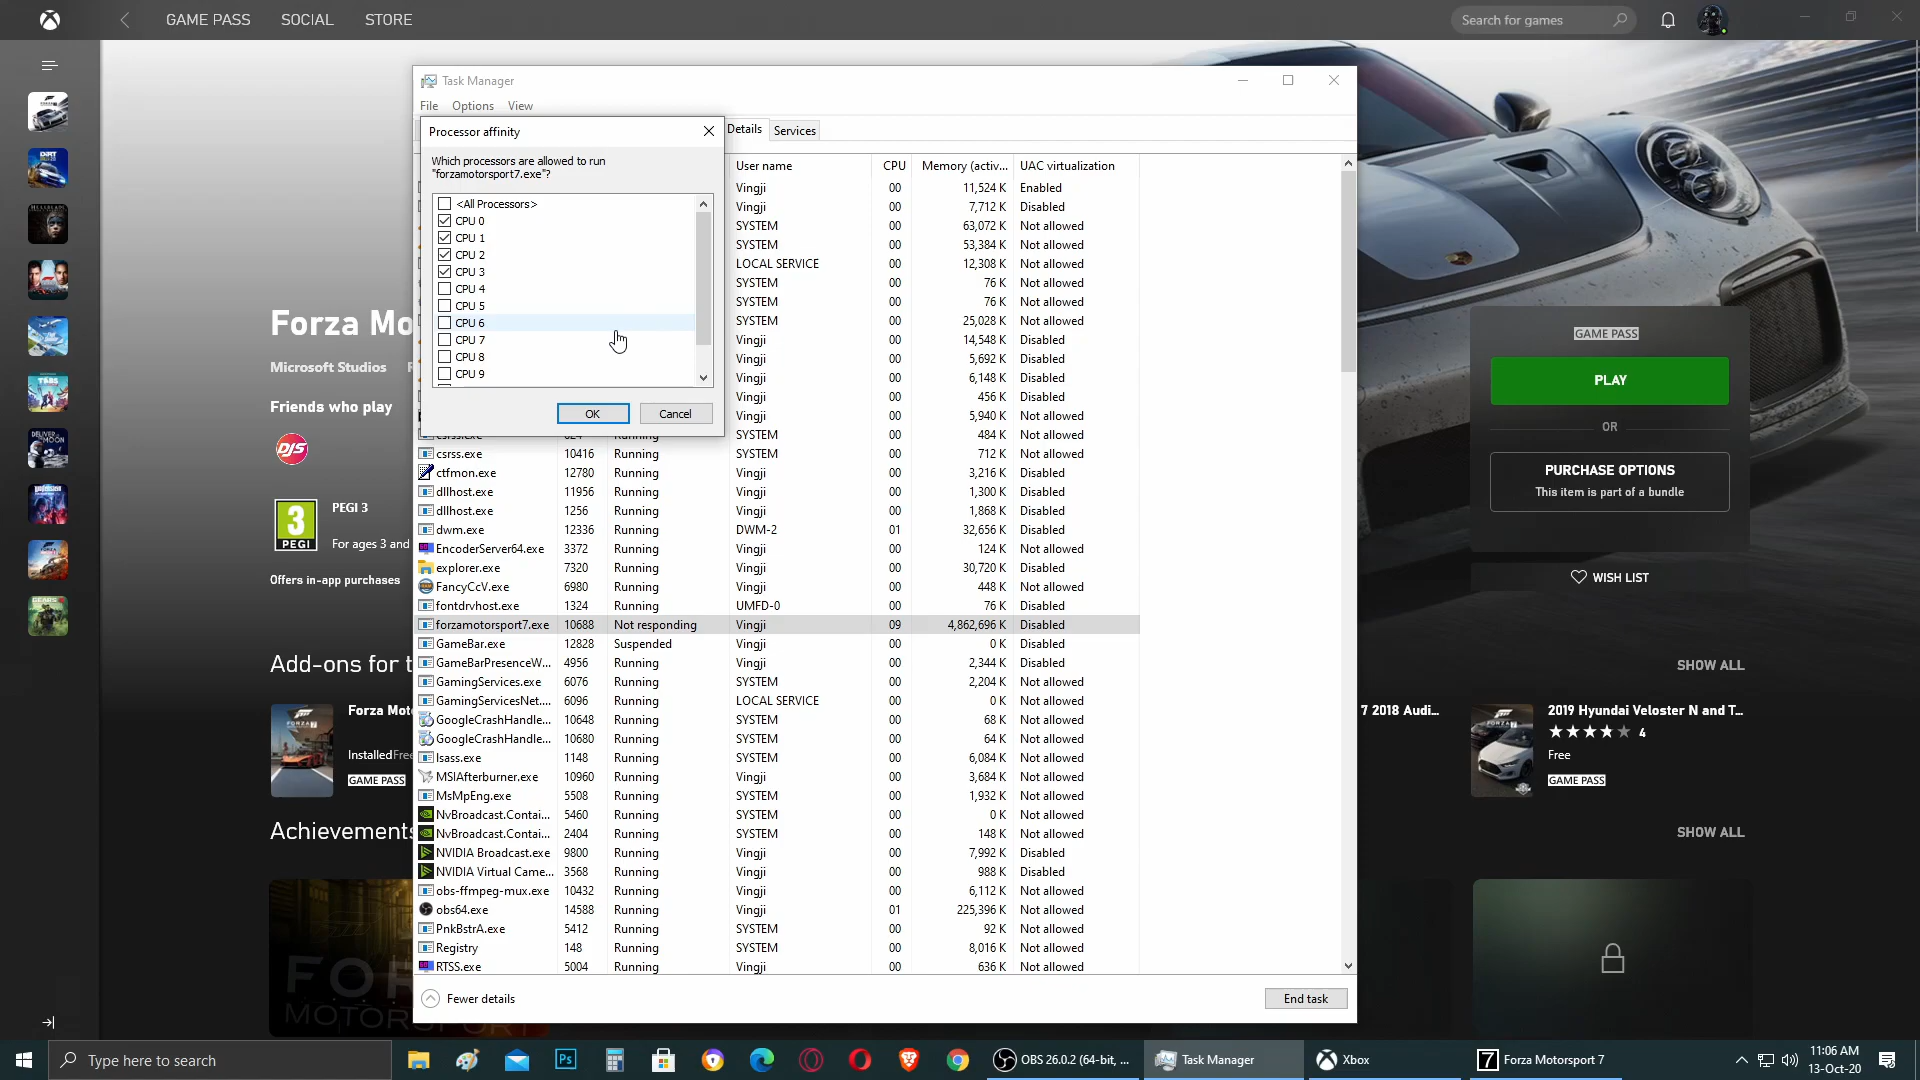 GAME PASS SOCIAL STORE
Search for games
Task Manager
File Options View
Processor affinity
Details Services
Which processors are allowed to run
"forzamotorsport7.exe"?
<All Processors>
CPU 0
CPU 1
CPU 2
CPU 3
CPU 4
CPU 5
CPU 6
CPU 7
CPU 8
CPU 9
OK Cancel
User name CPU Memory (activ... UAC virtualization
Vingji 00 11,524 K Enabled
Vingji 00 7,712 K Disabled
SYSTEM 00 63,072 K Not allowed
SYSTEM 00 53,384 K Not allowed
LOCAL SERVICE 00 12,308 K Not allowed
SYSTEM 00 76 K Not allowed
SYSTEM 00 76 K Not allowed
SYSTEM 00 25,028 K Not allowed
Vingji 00 14,548 K Disabled
Vingji 00 5,692 K Disabled
Vingji 00 6,148 K Disabled
Vingji 00 456 K Disabled
Vingji 00 5,940 K Not allowed
SYSTEM 00 484 K Not allowed
csrss.exe 10416 Running SYSTEM 00 712 K Not allowed
ctfmon.exe 12780 Running Vingji 00 3,216 K Disabled
dllhost.exe 11956 Running Vingji 00 1,300 K Disabled
dllhost.exe 1256 Running Vingji 00 1,868 K Disabled
dwm.exe 12336 Running DWM-2 01 32,656 K Disabled
EncoderServer64.exe 3372 Running Vingji 00 124 K Not allowed
explorer.exe 7320 Running Vingji 00 30,720 K Disabled
FancyCcV.exe 6980 Running Vingji 00 448 K Not allowed
fontdrvhost.exe 1324 Running UMFD-0 00 76 K Disabled
forzamotorsport7.exe 10688 Not responding Vingji 09 4,862,696 K Disabled
GameBar.exe 12828 Suspended Vingji 00 0 K Disabled
GameBarPresenceW... 4956 Running Vingji 00 2,344 K Disabled
GamingServices.exe 6076 Running SYSTEM 00 2,204 K Not allowed
GamingServicesNet.... 6096 Running LOCAL SERVICE 00 0 K Not allowed
GoogleCrashHandle... 10648 Running SYSTEM 00 68 K Not allowed
GoogleCrashHandle... 10680 Running SYSTEM 00 64 K Not allowed
lsass.exe 1148 Running SYSTEM 00 6,084 K Not allowed
MSIAfterburner.exe 10960 Running Vingji 00 3,684 K Not allowed
MsMpEng.exe 5508 Running SYSTEM 00 1,932 K Not allowed
NvBroadcast.Contai... 5460 Running SYSTEM 00 0 K Not allowed
NvBroadcast.Contai... 2404 Running SYSTEM 00 148 K Not allowed
NVIDIA Broadcast.exe 9800 Running Vingji 00 7,992 K Disabled
NVIDIA Virtual Came... 3568 Running Vingji 00 988 K Disabled
obs-ffmpeg-mux.exe 10432 Running Vingji 00 6,112 K Not allowed
obs64.exe 14588 Running Vingji 01 225,396 K Not allowed
PnkBstrA.exe 5412 Running SYSTEM 00 92 K Not allowed
Registry 148 Running SYSTEM 00 8,016 K Not allowed
RTSS.exe 5004 Running Vingji 00 636 K Not allowed
Fewer details End task
Forza Mo
Microsoft Studios
Friends who play
DJS
3
PEGI
PEGI 3
For ages 3 and
Offers in-app purchases
Add-ons for t
Forza Mot
InstalledFree
GAME PASS
Achievements
FORZA
MOTORSPORT
GAME PASS
PLAY
OR
PURCHASE OPTIONS
This item is part of a bundle
WISH LIST
SHOW ALL
7 2018 Audi...
2019 Hyundai Veloster N and T...
4
Free
GAME PASS
SHOW ALL
Type here to search
Ps
OBS 26.0.2 (64-bit, ...
Task Manager
Xbox
7 Forza Motorsport 7
11:06 AM
13-Oct-20